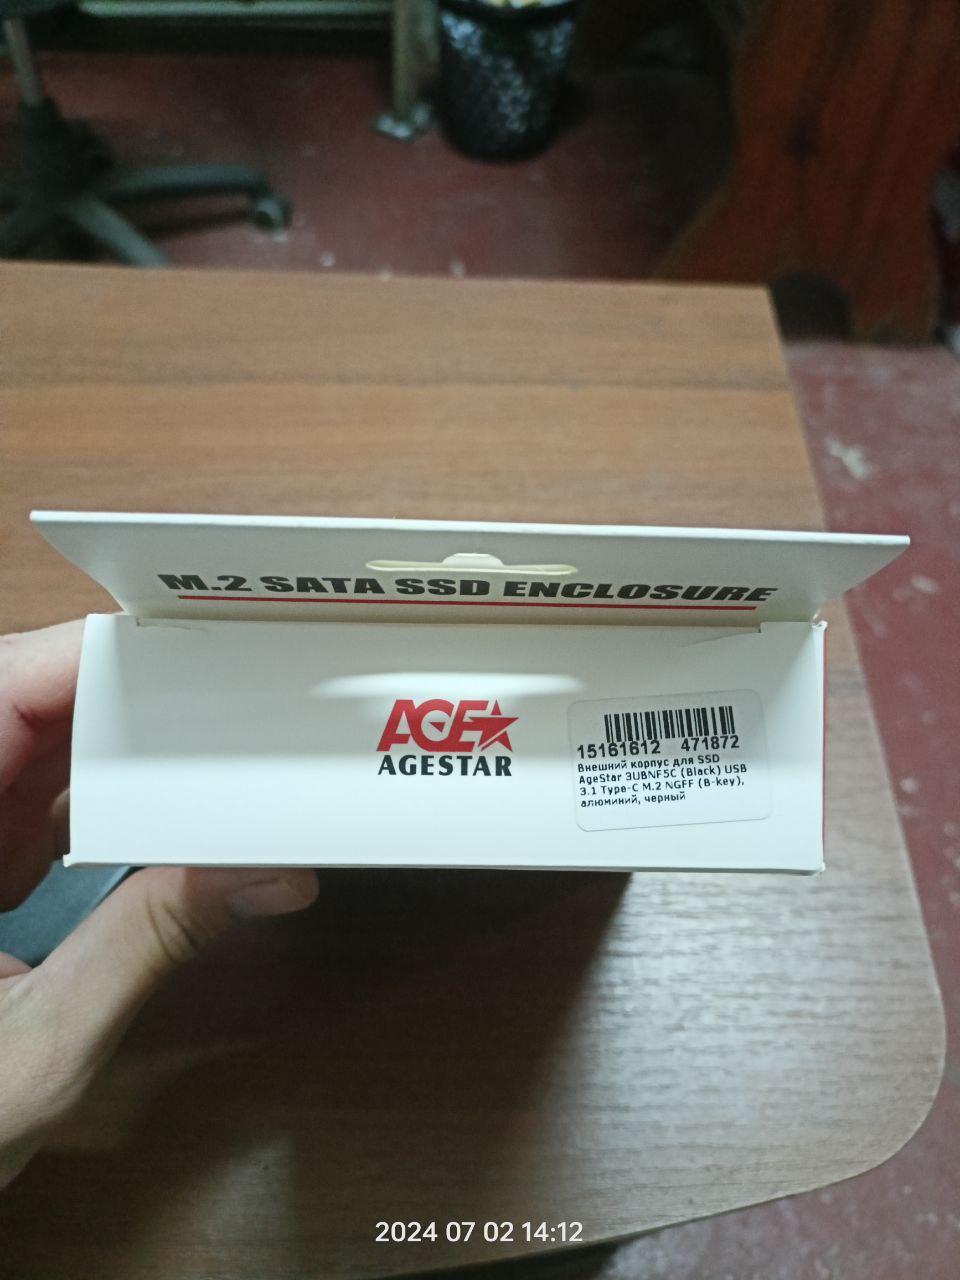 M.2 SATA SSD ENCLOSURE
AGE
AGESTAR
15161612 471872
Внешний корпус для SSD
AgeStar 3UBNF5C (Black) USB
3.1 Type-C M.2 NGFF (B-key),
алюминий, черный
2024 07 02 14:12